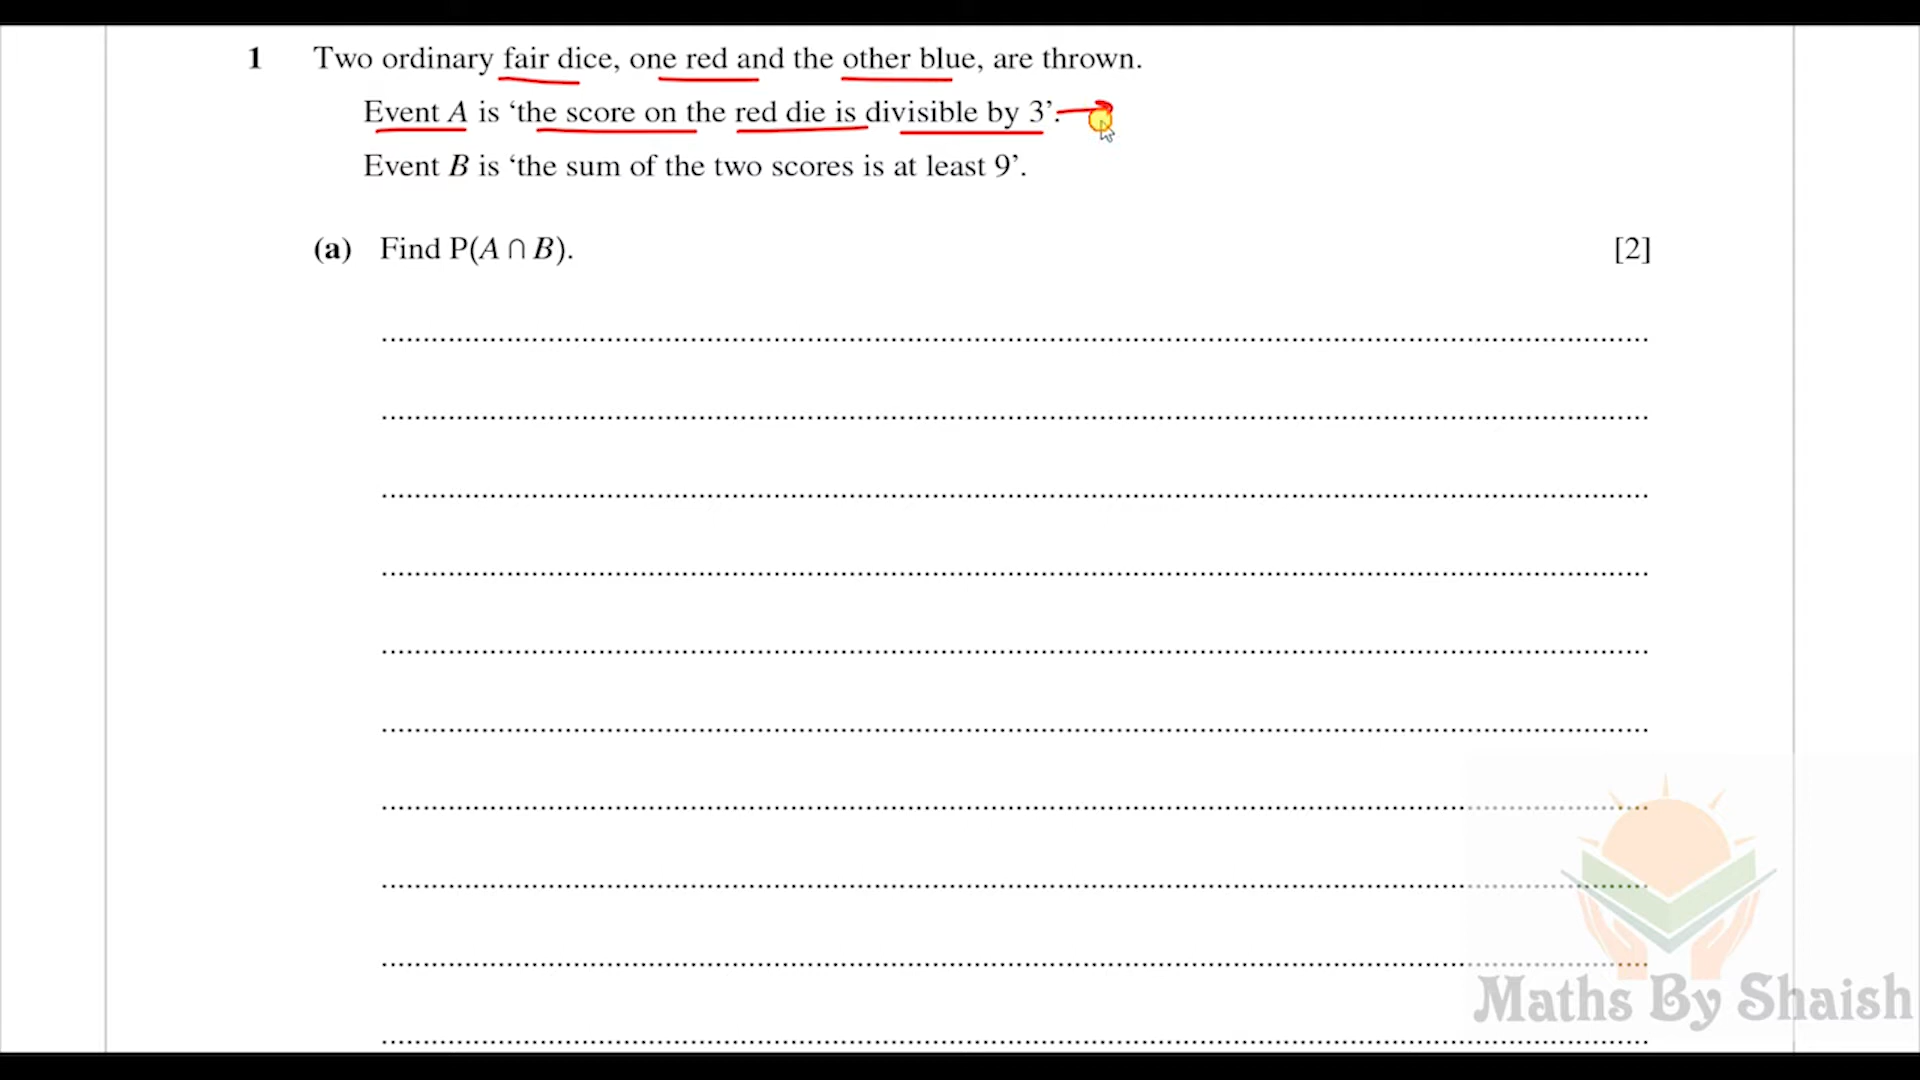 1 Two ordinary fair dice, one red and the other blue, are thrown.
Event A is ‘the score on the red die is divisible by 3’.
Event B is ‘the sum of the two scores is at least 9’.
(a) Find P(A ∩ B). [2]
Maths By Shaish